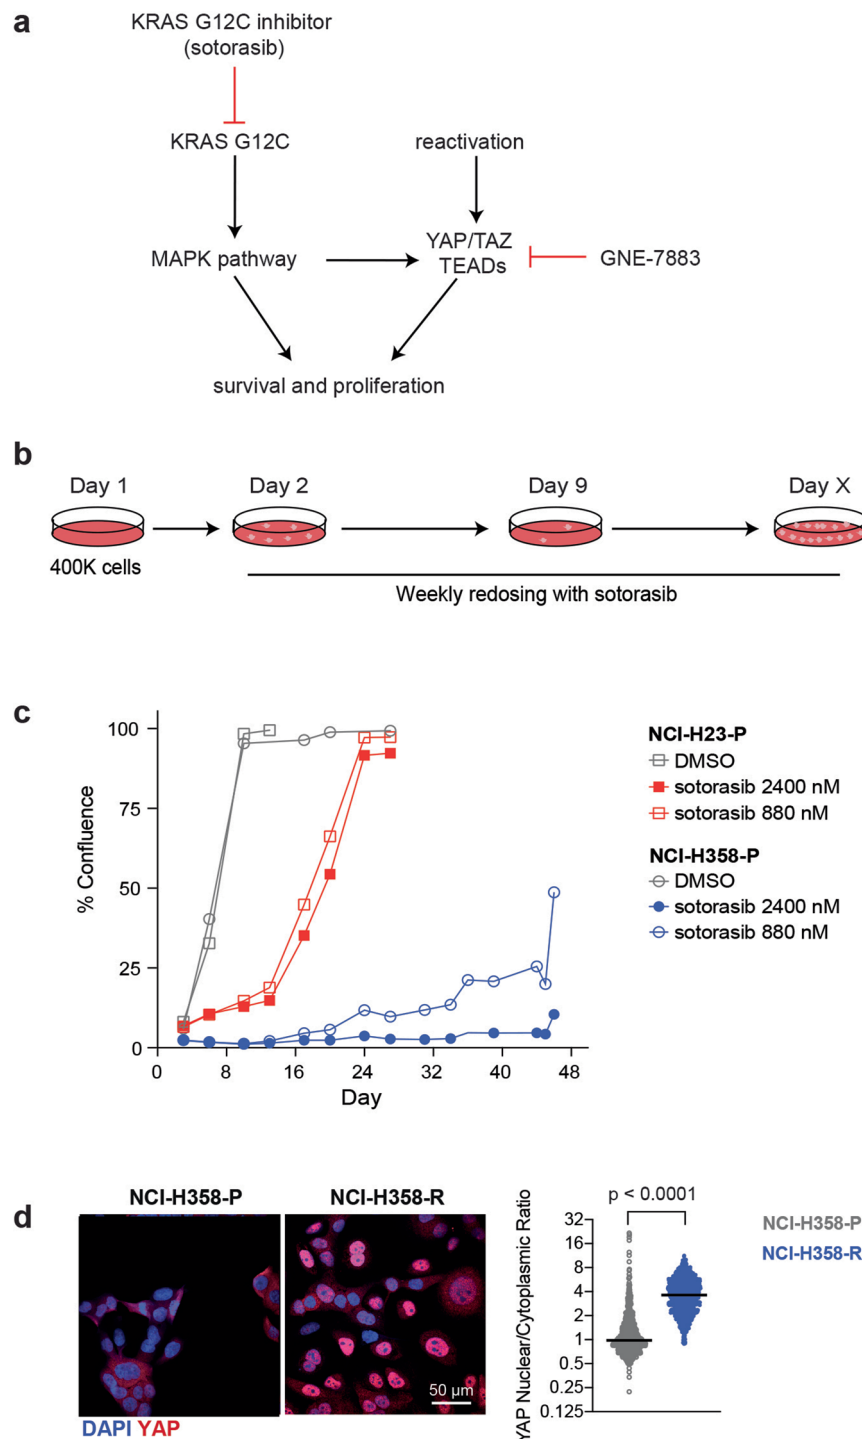 a
KRAS G12C inhibitor
(sotorasib)
KRAS G12C
reactivation
MAPK pathway
YAP/TAZ
TEADs
GNE-7883
survival and proliferation
b
Day 1
Day 2
Day 9
Day X
400K cells
Weekly redosing with sotorasib
c
% Confluence
100
75
50
25
0
0 8 16 24 32 40 48
Day
NCI-H23-P
DMSO
sotorasib 2400 nM
sotorasib 880 nM
NCI-H358-P
DMSO
sotorasib 2400 nM
sotorasib 880 nM
d
NCI-H358-P
NCI-H358-R
50 µm
DAPI YAP
YAP Nuclear/Cytoplasmic Ratio
p < 0.0001
32
16
8
4
2
1
0.5
0.25
0.125
NCI-H358-P
NCI-H358-R